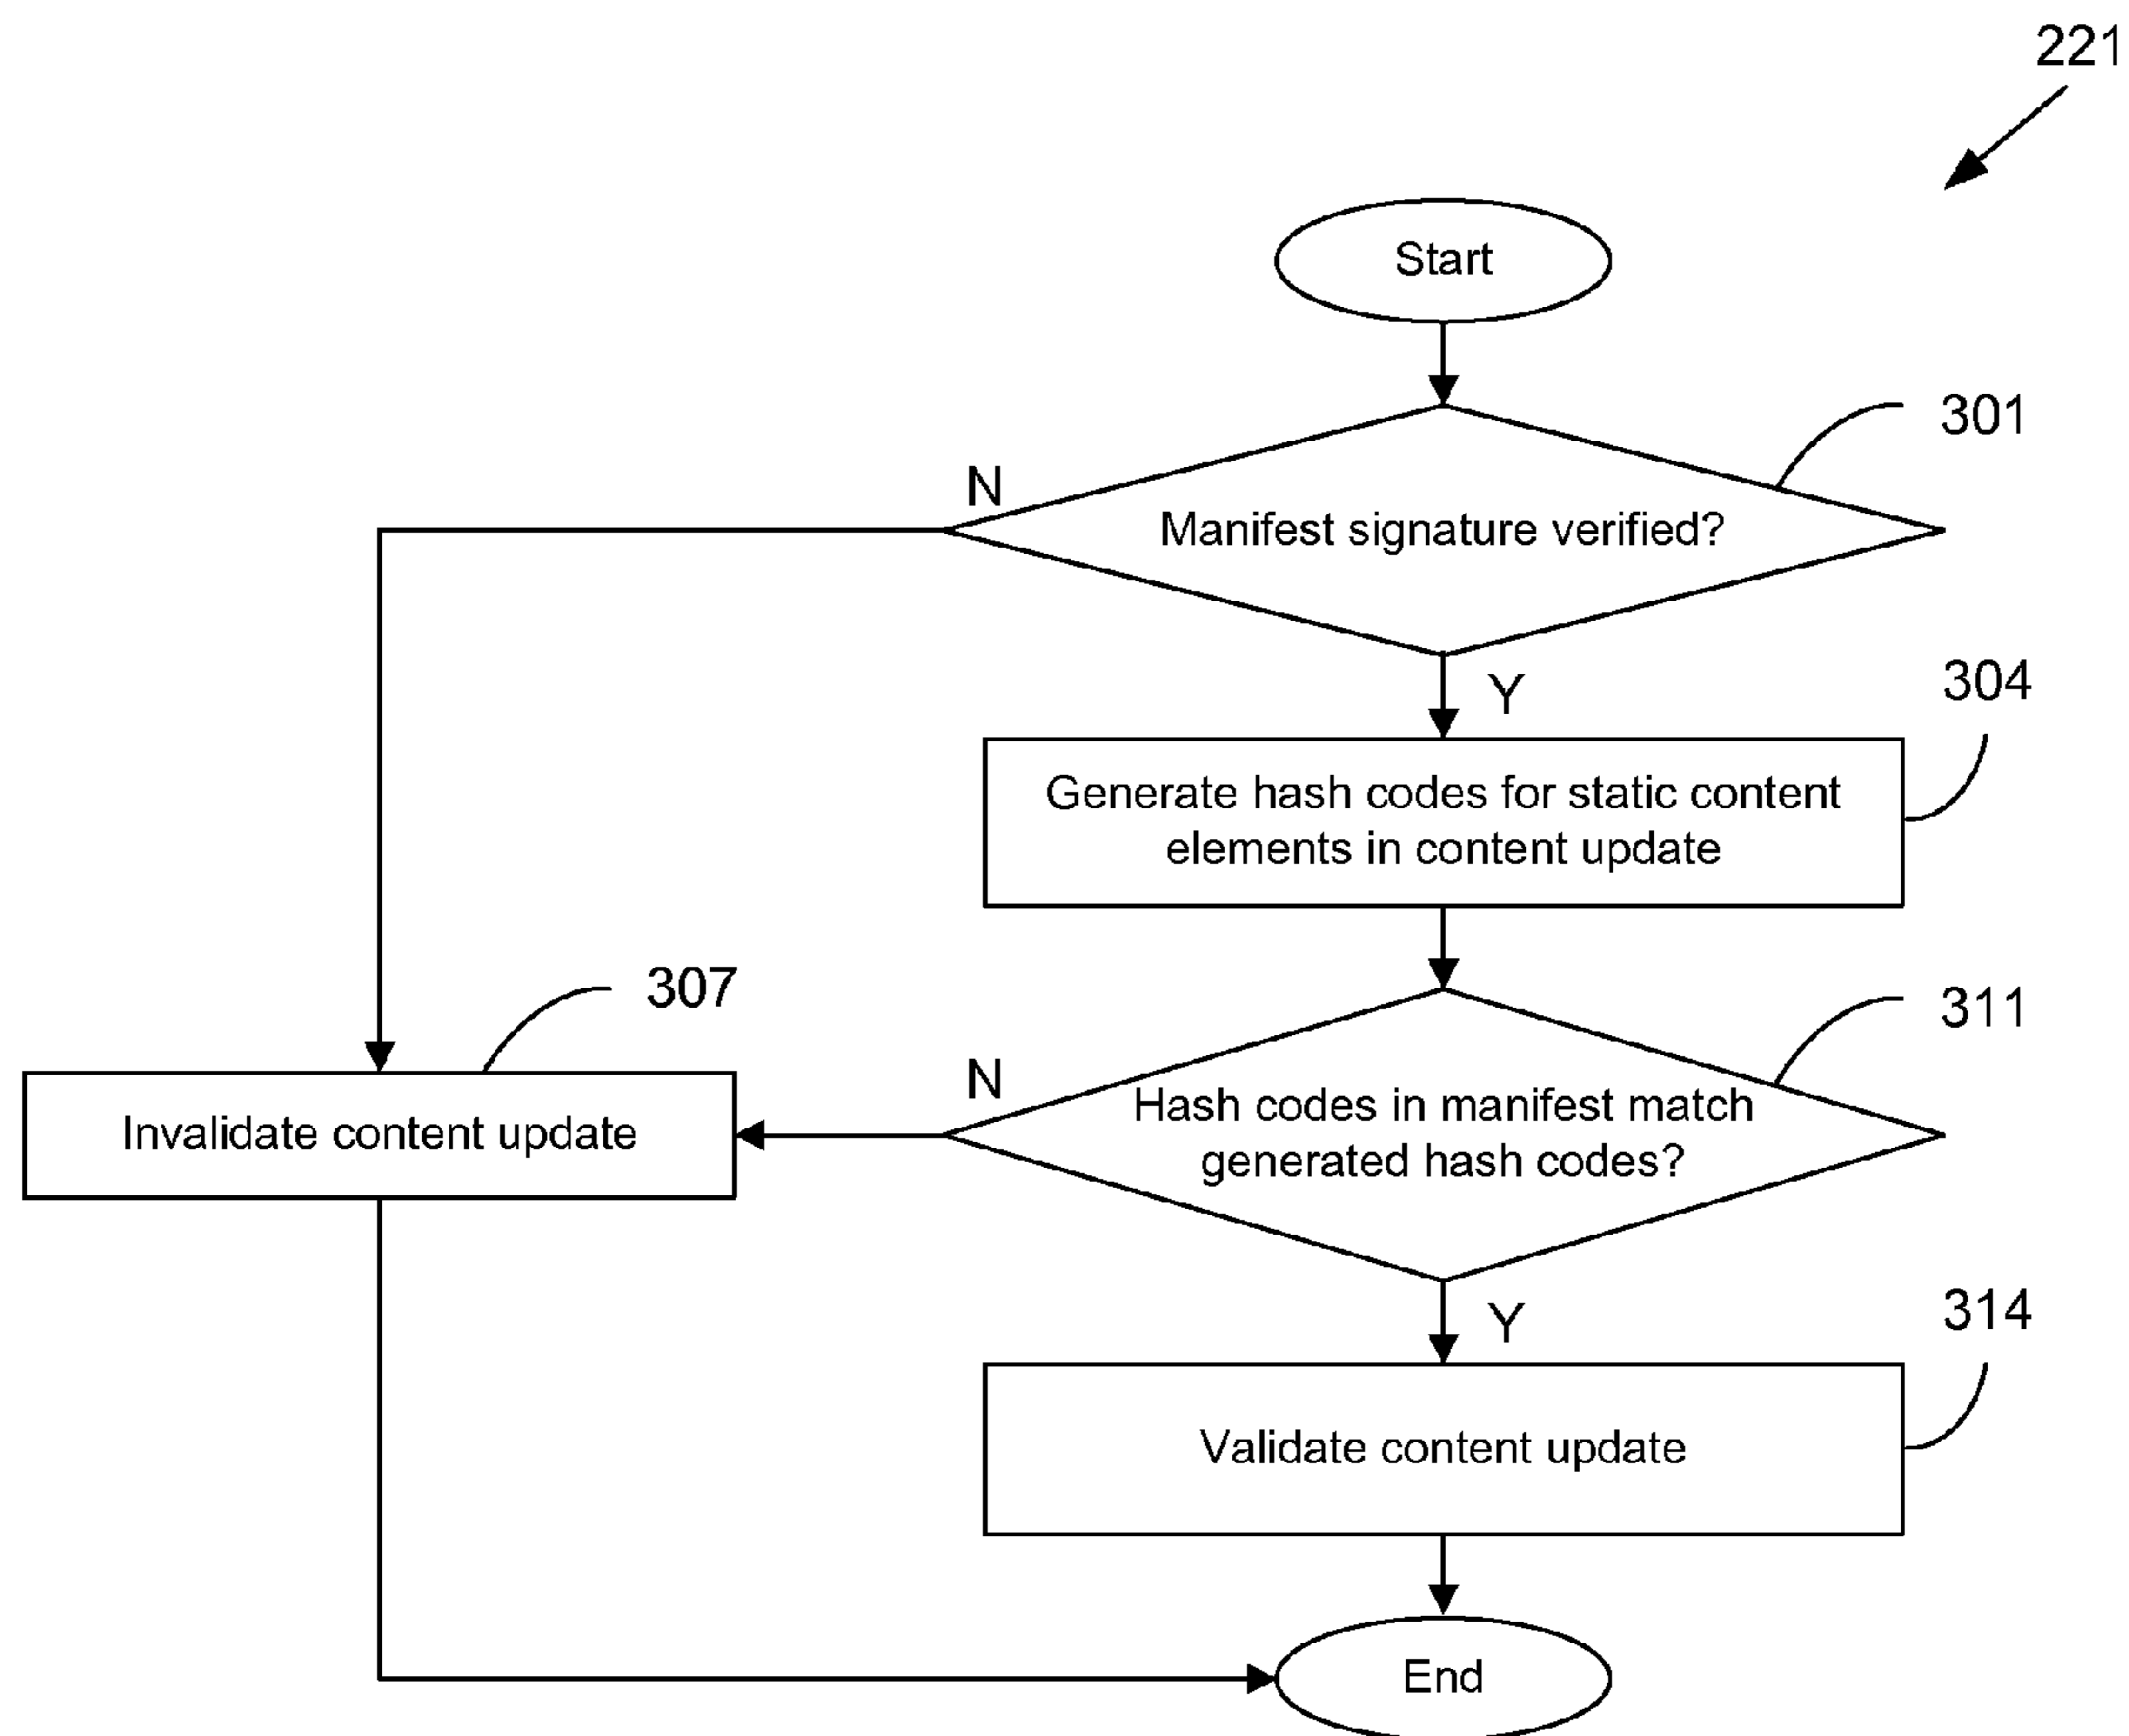 221
Start
301
N
Manifest signature verified?
Y
304
Generate hash codes for static content
elements in content update
307
311
N
Hash codes in manifest match
generated hash codes?
Invalidate content update
Y
314
Validate content update
End